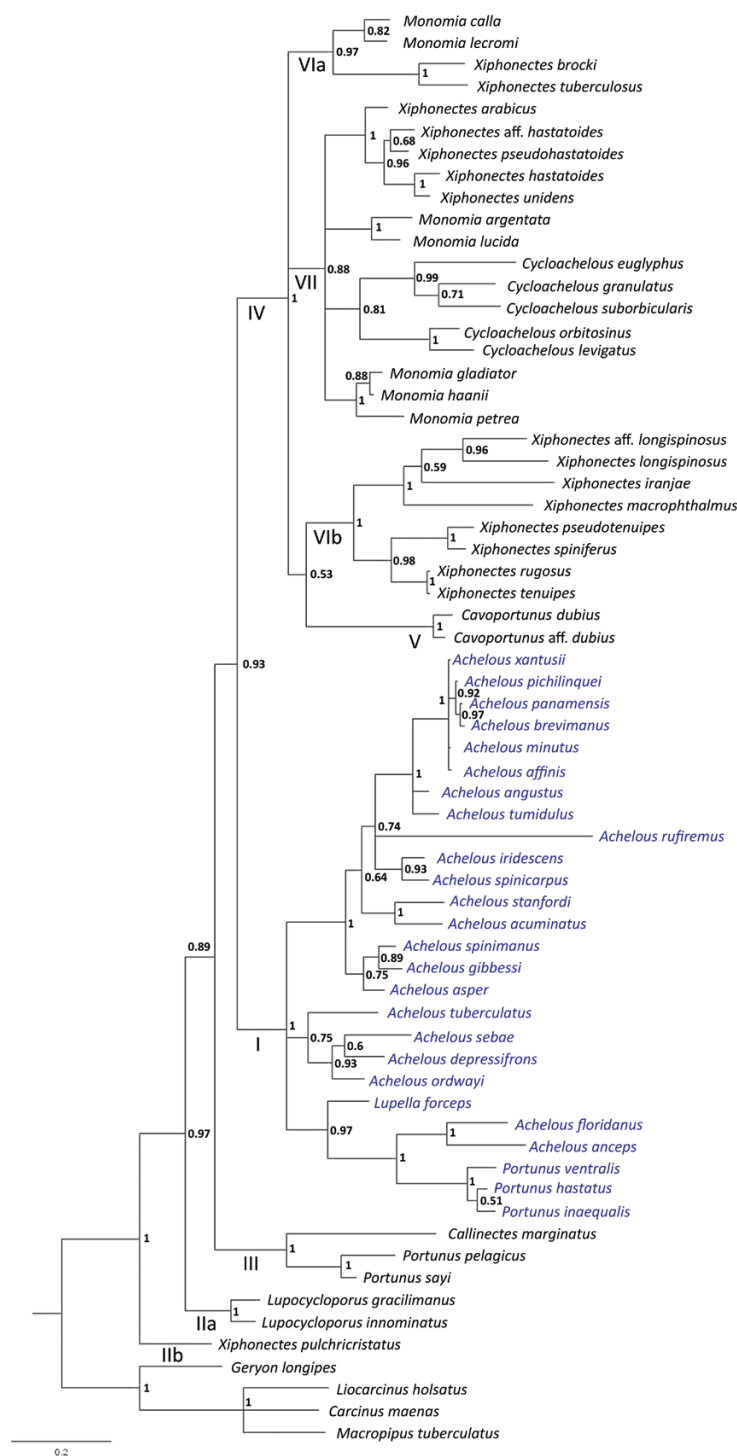 Monomia calla
0.82
Monomia lecromi
0.97
VIa
Xiphonectes brocki
1
Xiphonectes tuberculosus
Xiphonectes arabicus
1
Xiphonectes aff. hastatoides
0.68
Xiphonectes pseudohastatoides
0.96
Xiphonectes hastatoides
1
Xiphonectes unidens
Monomia argentata
1
Monomia lucida
Cycloachelous euglyphus
VII
0.88
0.99
Cycloachelous granulatus
0.71
1
Cycloachelous suborbicularis
IV
0.81
Cycloachelous orbitosinus
1
Cycloachelous levigatus
0.88
Monomia gladiator
Monomia haanii
1
Monomia petrea
Xiphonectes aff. longispinosus
0.96
Xiphonectes longispinosus
0.59
Xiphonectes iranjae
1
Xiphonectes macrophthalmus
1
Xiphonectes pseudotenuipes
VIb
1
Xiphonectes spiniferus
0.98
Xiphonectes rugosus
0.53
1
Xiphonectes tenuipes
Cavoportunus dubius
1
V
Cavoportunus aff. dubius
0.93
Achelous xantusii
Achelous pichilinquei
0.92
1
Achelous panamensis
0.97
Achelous brevimanus
Achelous minutus
Achelous affinis
1
Achelous angustus
Achelous tumidulus
0.74
Achelous rufiremus
Achelous iridescens
0.93
0.64
Achelous spinicarpus
Achelous stanfordi
1
Achelous acuminatus
1
Achelous spinimanus
0.89
0.89
Achelous gibbessi
0.75
Achelous asper
Achelous tuberculatus
1
I
0.75
Achelous sebae
0.6
Achelous depressifrons
0.93
Achelous ordwayi
Lupella forceps
Achelous floridanus
0.97
0.97
1
Achelous anceps
1
Portunus ventralis
1
Portunus hastatus
0.51
Portunus inaequalis
Callinectes marginatus
1
1
III
Portunus pelagicus
1
Portunus sayi
Lupocycloporus gracilimanus
1
IIa
Lupocycloporus innominatus
Xiphonectes pulchricristatus
IIb
Geryon longipes
1
Liocarcinus holsatus
1
Carcinus maenas
Macropipus tuberculatus
0.2